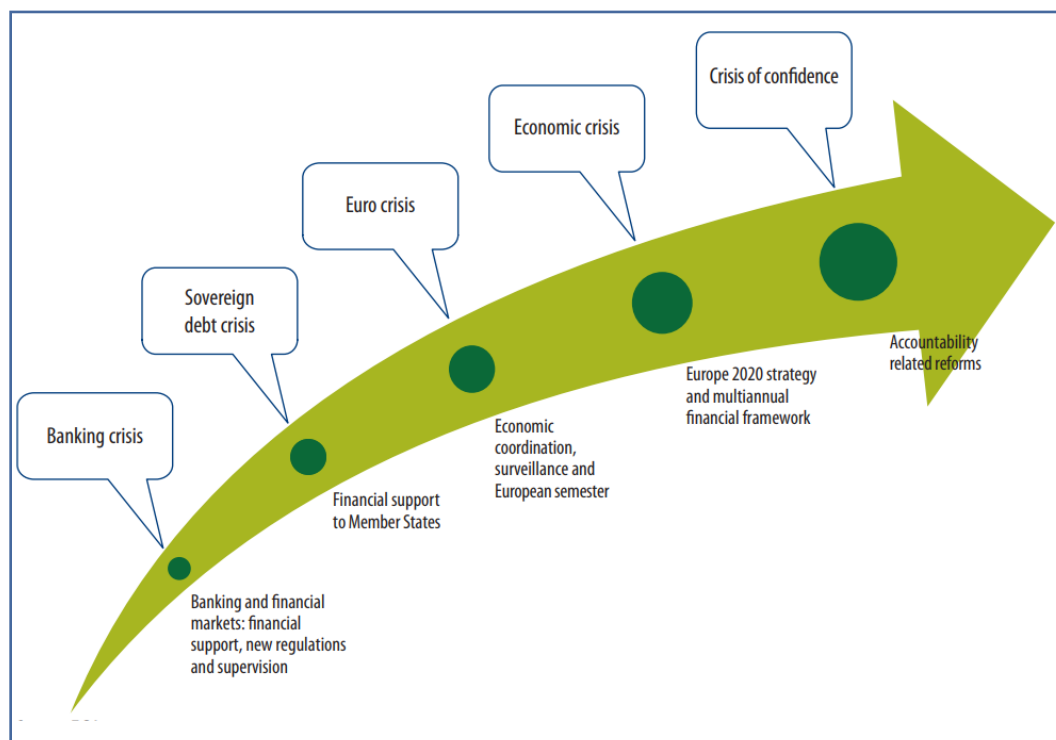 Crisis of confidence
Economic crisis
Euro crisis
Sovereign
debt crisis
Banking crisis
Accountability
related reforms
Europe 2020 strategy
and multiannual
financial framework
Economic
coordination,
surveillance and
European semester
Financial support
to Member States
Banking and financial
markets: financial
support, new regulations
and supervision